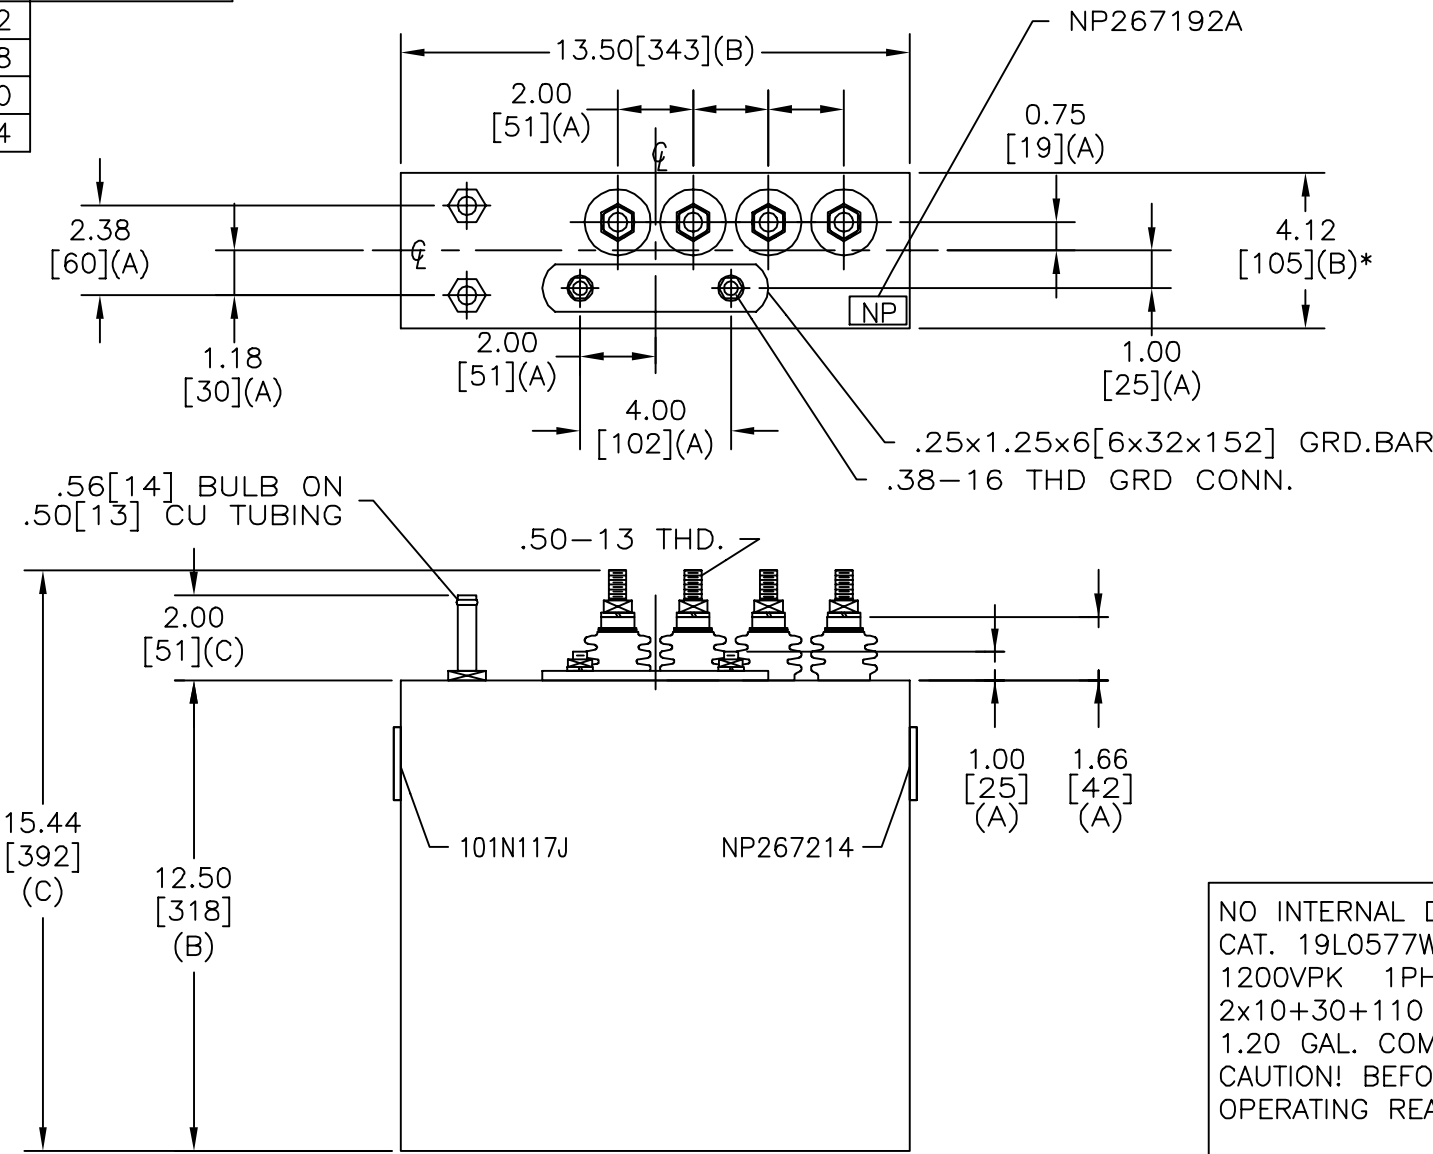 2
8
0
4
NP267192A
13.50[343](B)
2.00
[51](A)
0.75
[19](A)
℄
2.38
[60](A)
℄
4.12
[105](B)*
NP
1.18
[30](A)
2.00
[51](A)
1.00
[25](A)
4.00
[102](A)
.25x1.25x6[6x32x152] GRD.BAR
.38-16 THD GRD CONN.
.56[14] BULB ON
.50[13] CU TUBING
.50-13 THD.
2.00
[51](C)
1.00
[25]
(A)
1.66
[42]
(A)
15.44
[392]
(C)
101N117J
NP267214
12.50
[318]
(B)
NO INTERNAL
CAT. 19L0577W
1200VPK 1PH
2x10+30+110
1.20 GAL. COM
CAUTION! BEFO
OPERATING REA